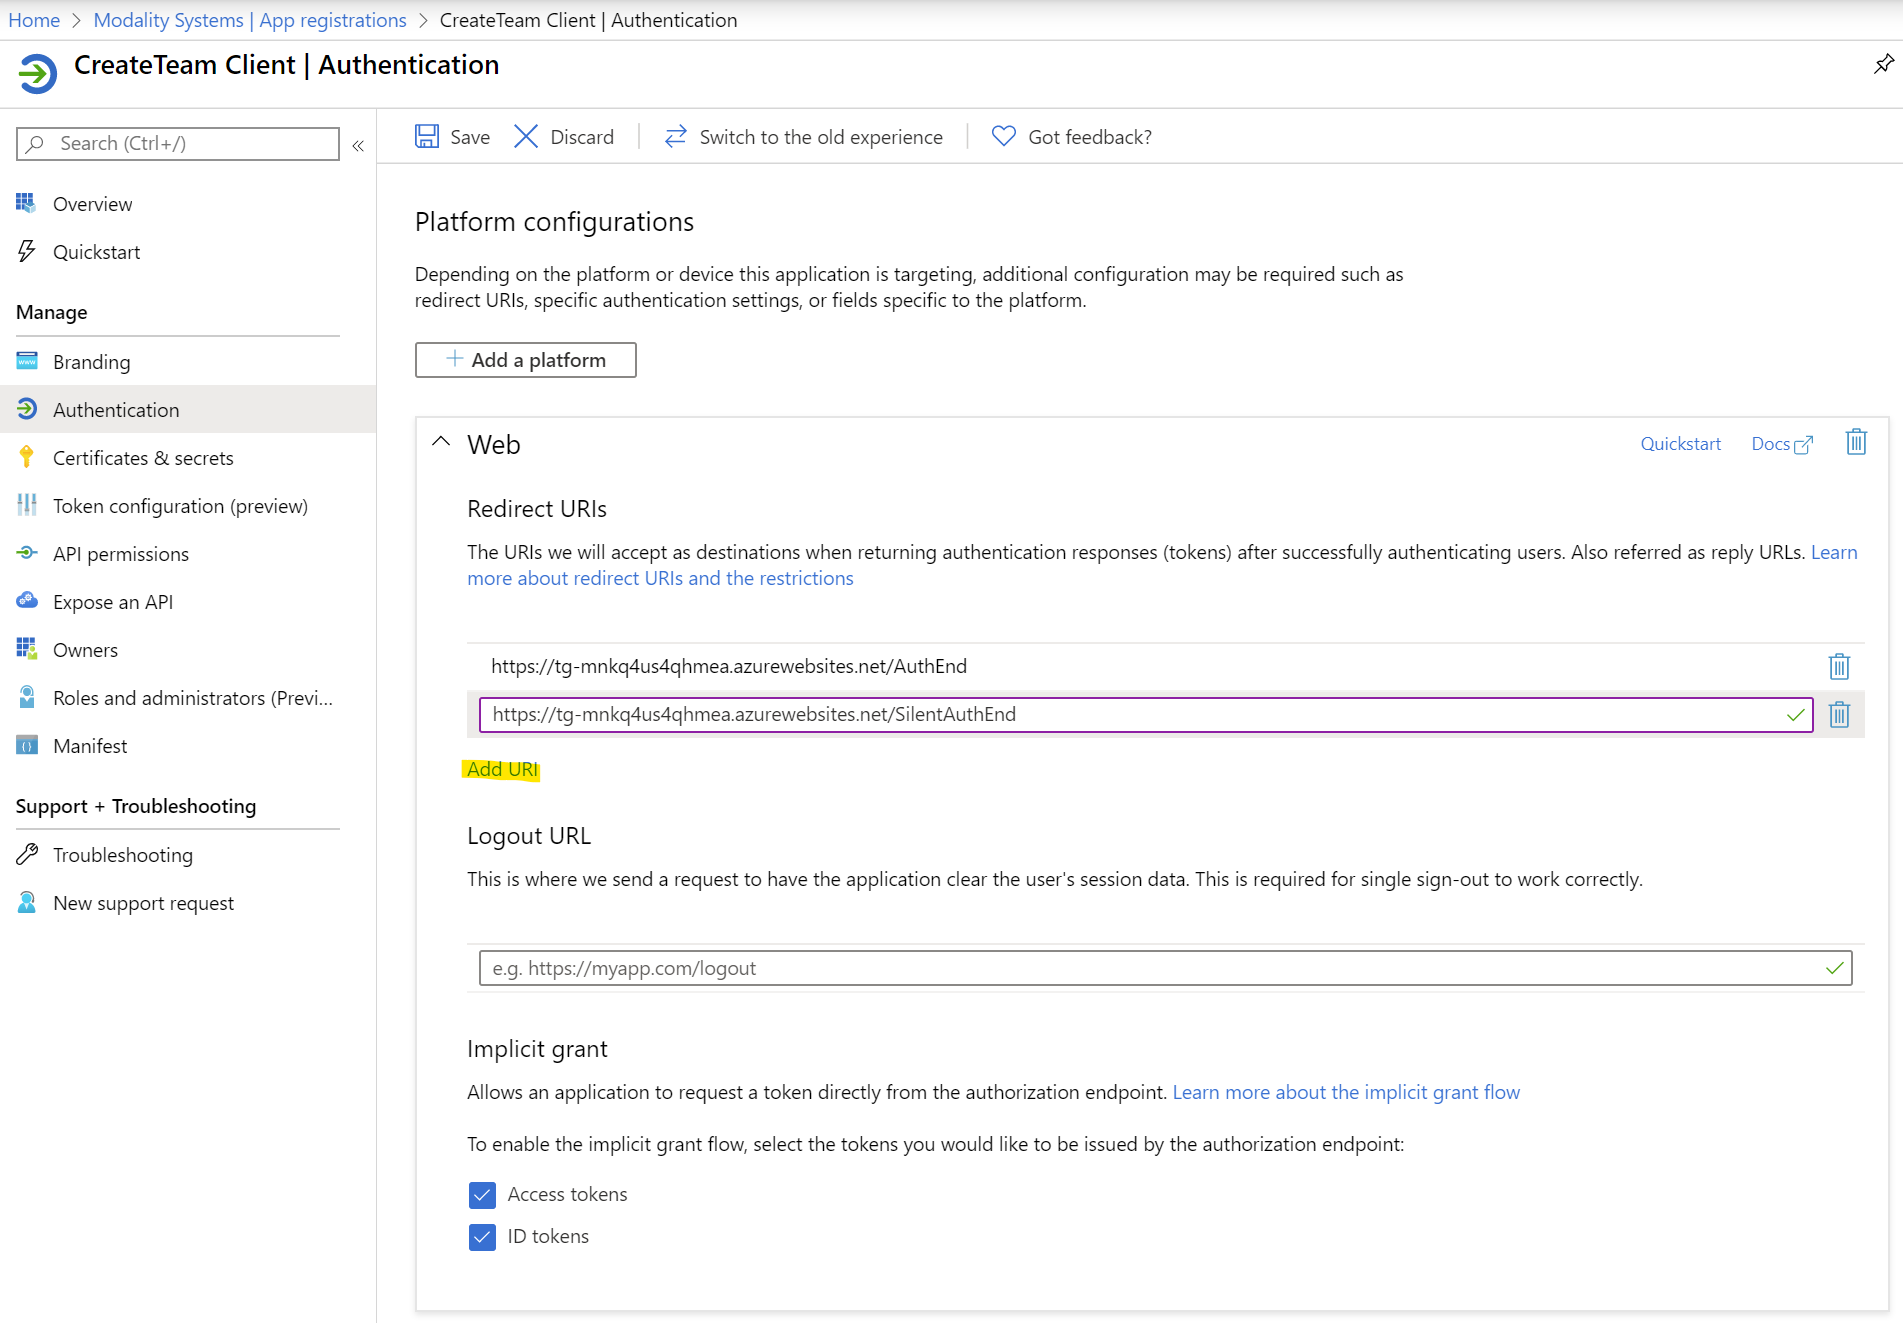 Home > Modality Systems | App registrations > CreateTeam Client | Authentication
CreateTeam Client | Authentication
Search (Ctrl+/)
«
Overview
Quickstart
Manage
Branding
Authentication
Certificates & secrets
Token configuration (preview)
API permissions
Expose an API
Owners
Roles and administrators (Previ...
Manifest
Support + Troubleshooting
Troubleshooting
New support request
Save
Discard
Switch to the old experience
Got feedback?
Platform configurations
Depending on the platform or device this application is targeting, additional configuration may be required such as
redirect URIs, specific authentication settings, or fields specific to the platform.
+ Add a platform
Web
Quickstart
Docs
Redirect URIs
The URIs we will accept as destinations when returning authentication responses (tokens) after successfully authenticating users. Also referred as reply URLs. Learn
more about redirect URIs and the restrictions
https://tg-mnkq4us4qhmea.azurewebsites.net/AuthEnd
https://tg-mnkq4us4qhmea.azurewebsites.net/SilentAuthEnd
Add URI
Logout URL
This is where we send a request to have the application clear the user's session data. This is required for single sign-out to work correctly.
e.g. https://myapp.com/logout
Implicit grant
Allows an application to request a token directly from the authorization endpoint. Learn more about the implicit grant flow
To enable the implicit grant flow, select the tokens you would like to be issued by the authorization endpoint:
Access tokens
ID tokens